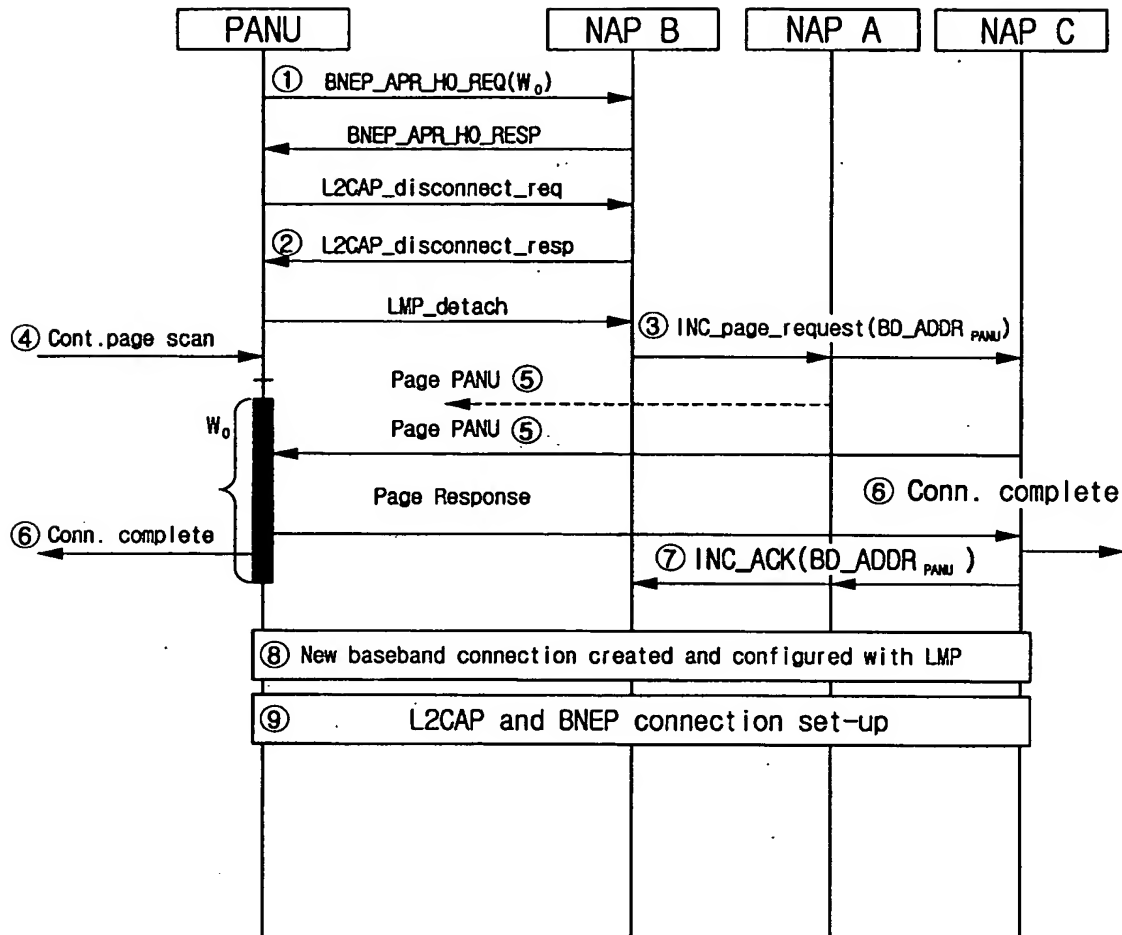 PANU NAP B NAP A NAP C
① BNEP_APR_HO_REQ(W₀)
BNEP_APR_HO_RESP
L2CAP_disconnect_req
② L2CAP_disconnect_resp
LMP_detach
③ INC_page_request(BD_ADDR PANU)
④ Cont.page scan
Page PANU ⑤
Page PANU ⑤
W₀
Page Response
⑥ Conn. complete
⑥ Conn. complete
⑦ INC_ACK(BD_ADDR PANU )
⑧ New baseband connection created and configured with LMP
⑨ L2CAP and BNEP connection set-up